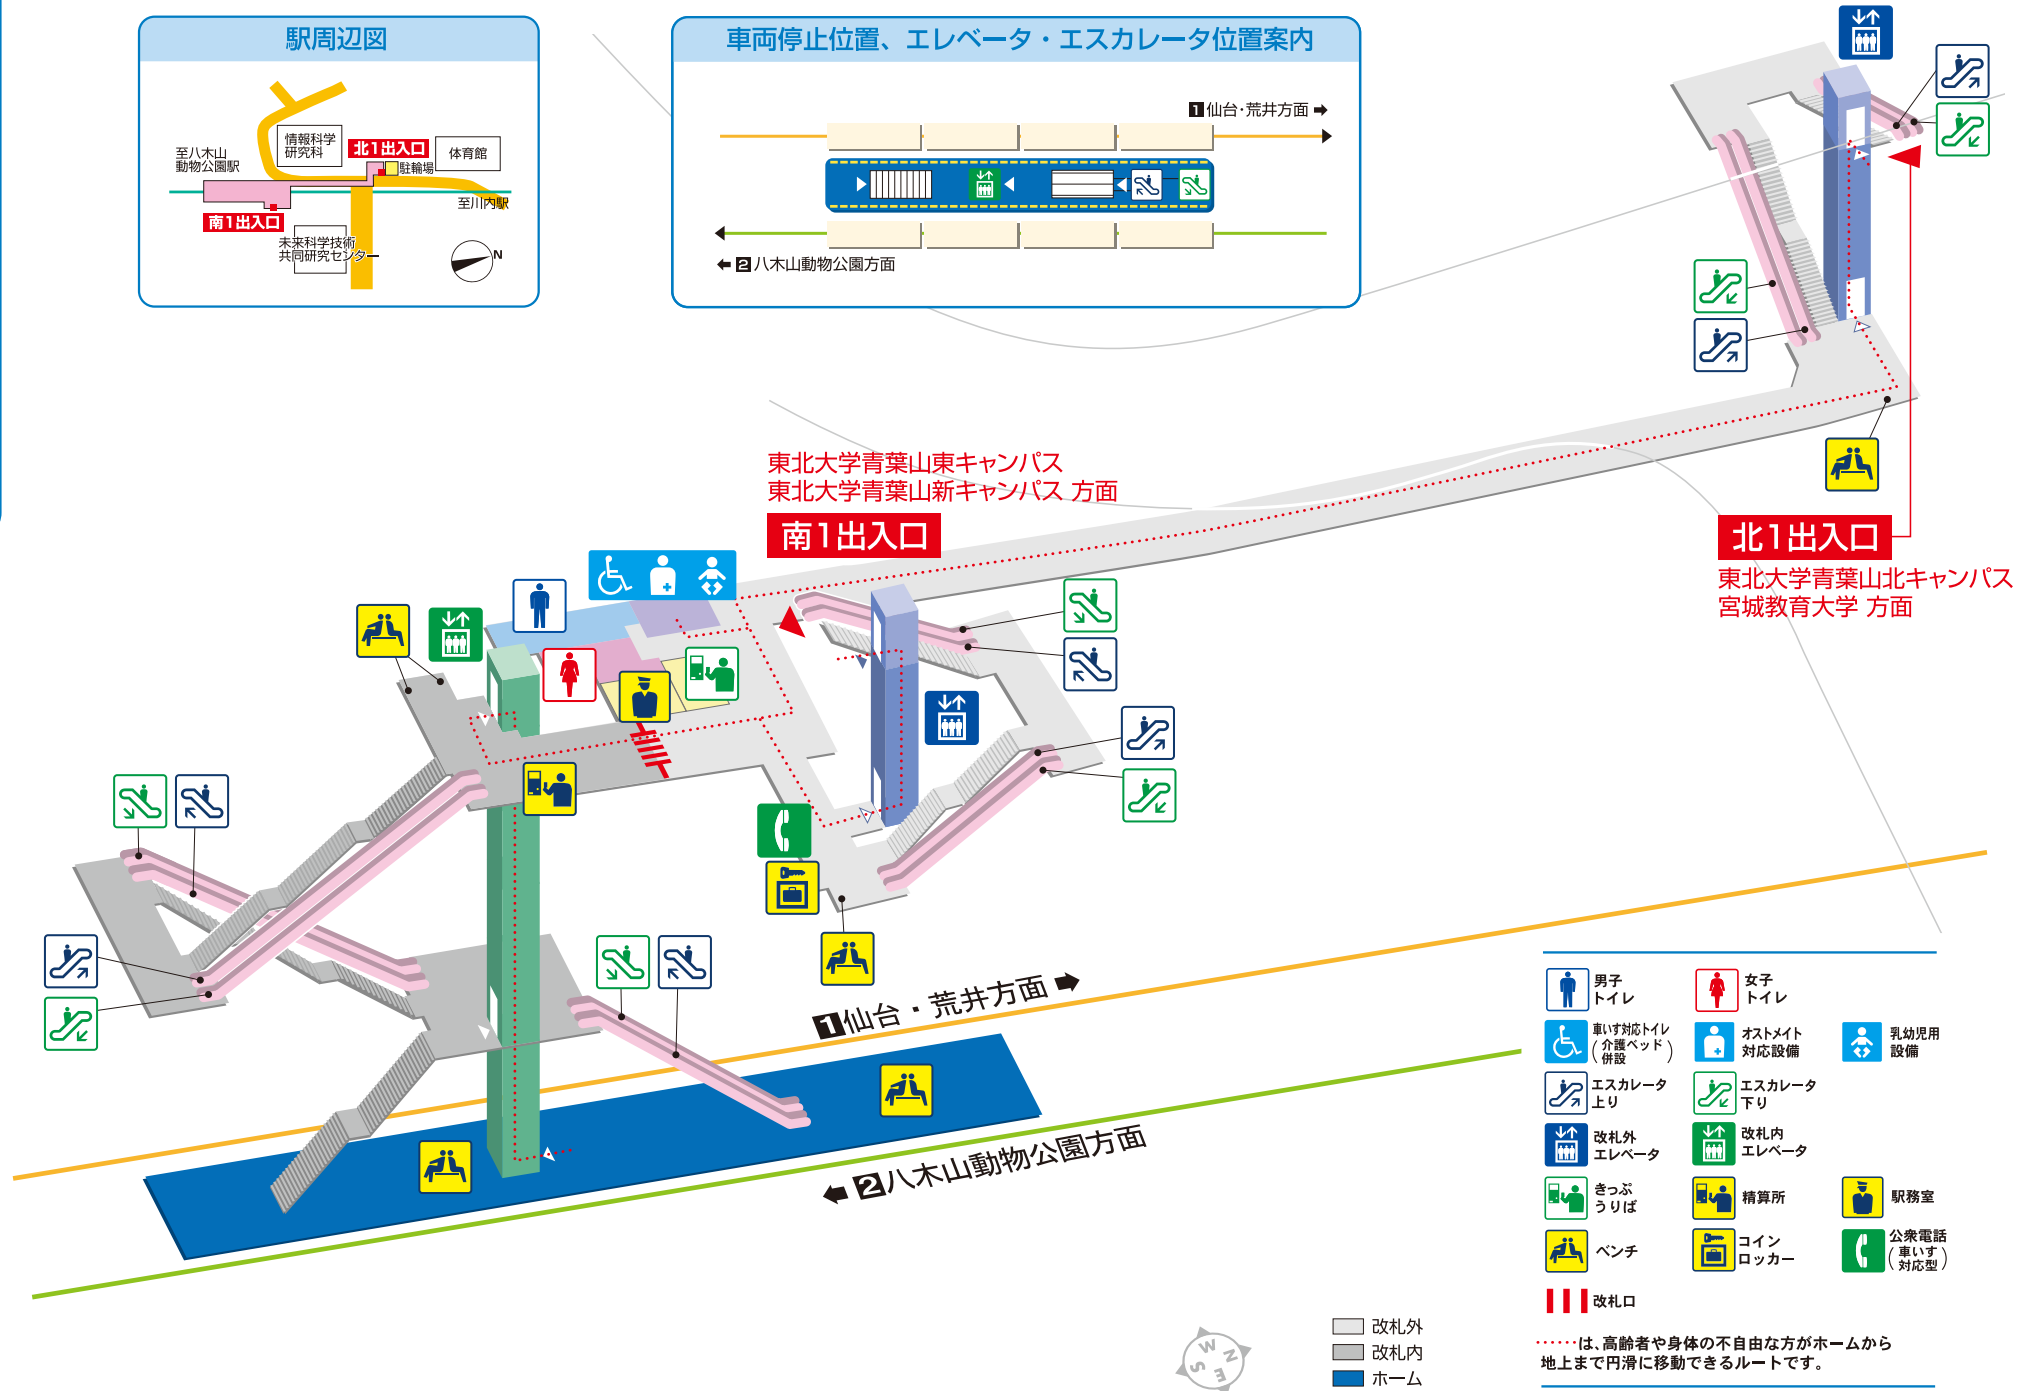 駅周辺図
情報科学
研究科
北1出入口
体育館
至八木山
動物公園駅
駐輪場
至川内駅
南1出入口
未来科学技術
共同研究センター
N
車両停止位置、エレベータ・エスカレータ位置案内
1 仙台・荒井方面
2 八木山動物公園方面
東北大学青葉山東キャンパス
東北大学青葉山新キャンパス 方面
南1出入口
北1出入口
東北大学青葉山北キャンパス
宮城教育大学 方面
1 仙台・荒井方面
2 八木山動物公園方面
男子
トイレ
女子
トイレ
車いす対応トイレ
(介護ベッド
併設)
オストメイト
対応設備
乳幼児用
設備
エスカレータ
上り
エスカレータ
下り
改札外
エレベータ
改札内
エレベータ
きっぷ
うりば
精算所
駅務室
ベンチ
コイン
ロッカー
公衆電話
(車いす
対応型)
改札口
改札外
改札内
ホーム
N
E
S
W
……は、高齢者や身体の不自由な方がホームから
地上まで円滑に移動できるルートです。